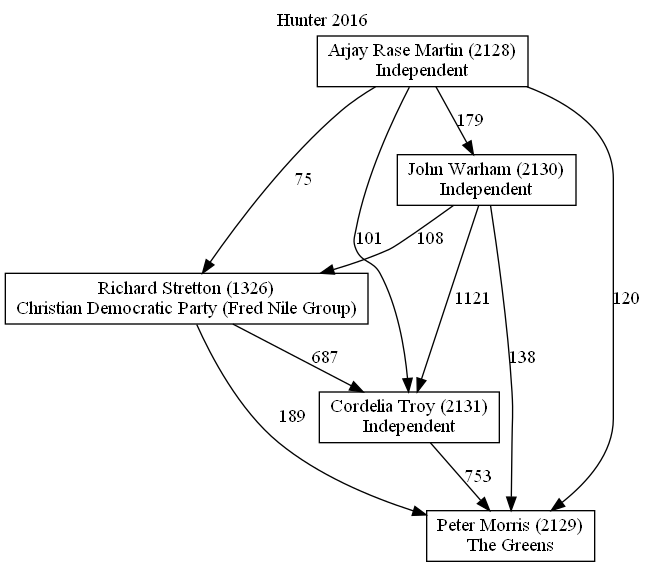 Hunter 2016
Arjay Rase Martin (2128)
Independent
179
John Warham (2130)
Independent
75
101
108
1121
138
120
Richard Stretton (1326)
Christian Democratic Party (Fred Nile Group)
687
189
Cordelia Troy (2131)
Independent
753
Peter Morris (2129)
The Greens